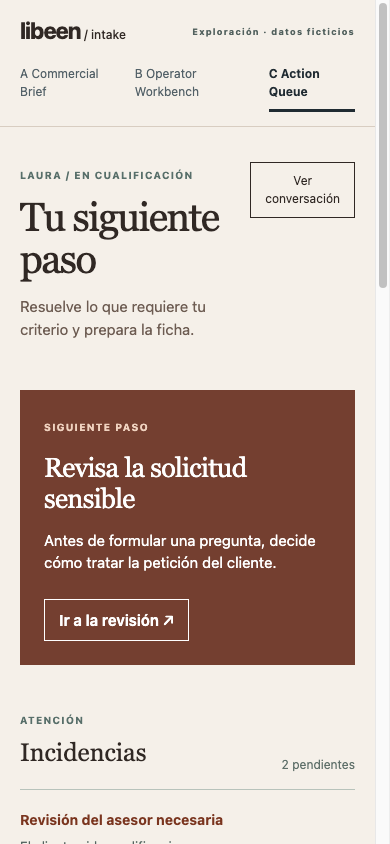 libeen / intake
Exploración · datos ficticios
A Commercial Brief
B Operator Workbench
C Action Queue
LAURA / EN CUALIFICACIÓN
Ver conversación
Tu siguiente
paso
Resuelve lo que requiere tu
criterio y prepara la ficha.
SIGUIENTE PASO
Revisa la solicitud
sensible
Antes de formular una pregunta, decide
cómo tratar la petición del cliente.
Ir a la revisión ↗
ATENCIÓN
Incidencias
2 pendientes
Revisión del asesor necesaria